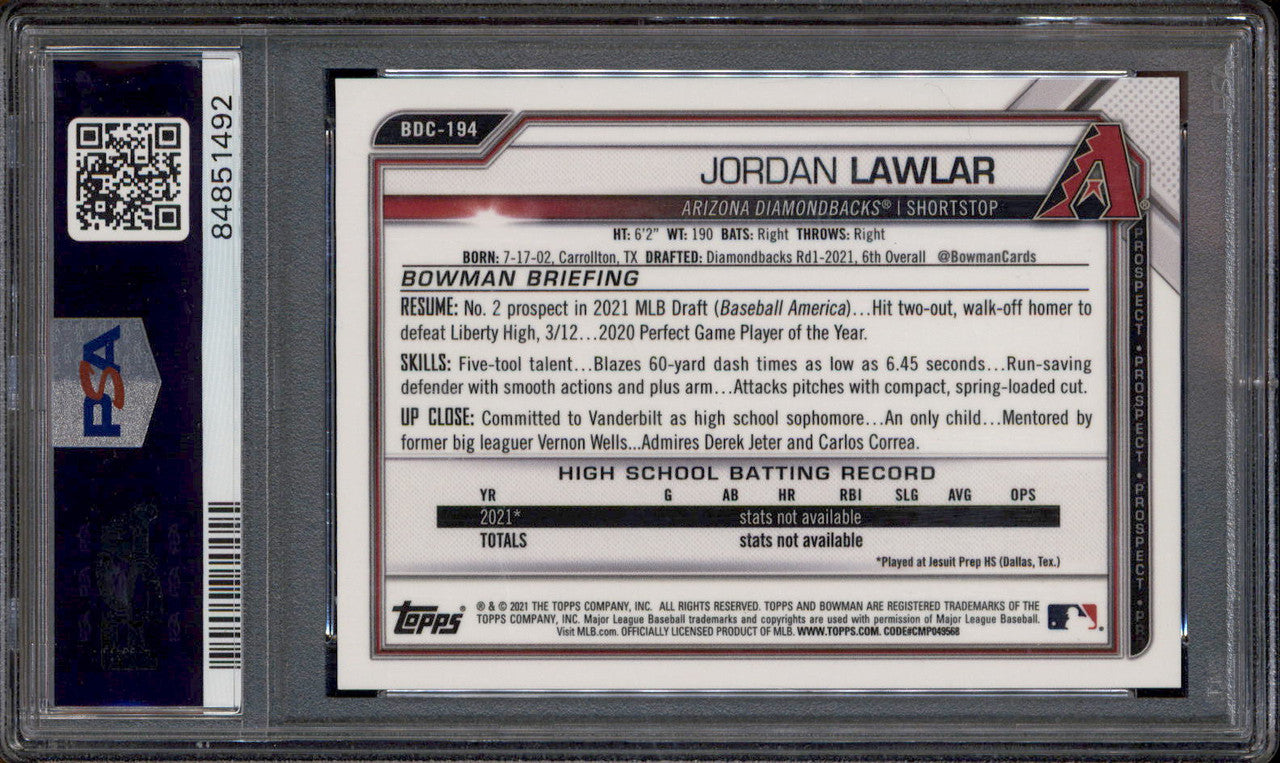 84851492
PSA
BDC-194
JORDAN LAWLAR
ARIZONA DIAMONDBACKS® | SHORTSTOP
HT: 6'2" WT: 190 BATS: Right THROWS: Right
BORN: 7-17-02, Carrollton, TX DRAFTED: Diamondbacks Rd1-2021, 6th Overall @BowmanCards
BOWMAN BRIEFING
RESUME: No. 2 prospect in 2021 MLB Draft (Baseball America)...Hit two-out, walk-off homer to
defeat Liberty High, 3/12...2020 Perfect Game Player of the Year.
SKILLS: Five-tool talent...Blazes 60-yard dash times as low as 6.45 seconds...Run-saving
defender with smooth actions and plus arm...Attacks pitches with compact, spring-loaded cut.
UP CLOSE: Committed to Vanderbilt as high school sophomore...An only child...Mentored by
former big leaguer Vernon Wells...Admires Derek Jeter and Carlos Correa.
HIGH SCHOOL BATTING RECORD
YR G AB HR RBI SLG AVG OPS
2021* stats not available
TOTALS stats not available
*Played at Jesuit Prep HS (Dallas, Tex.)
Topps® ® & © 2021 THE TOPPS COMPANY, INC. ALL RIGHTS RESERVED. TOPPS AND BOWMAN ARE REGISTERED TRADEMARKS OF THE
TOPPS COMPANY, INC. Major League Baseball trademarks and copyrights are used with permission of Major League Baseball.
Visit MLB.com. OFFICIALLY LICENSED PRODUCT OF MLB. WWW.TOPPS.COM. CODE#CMP049568
PROSPECT • PROSPECT • PROSPECT • PR